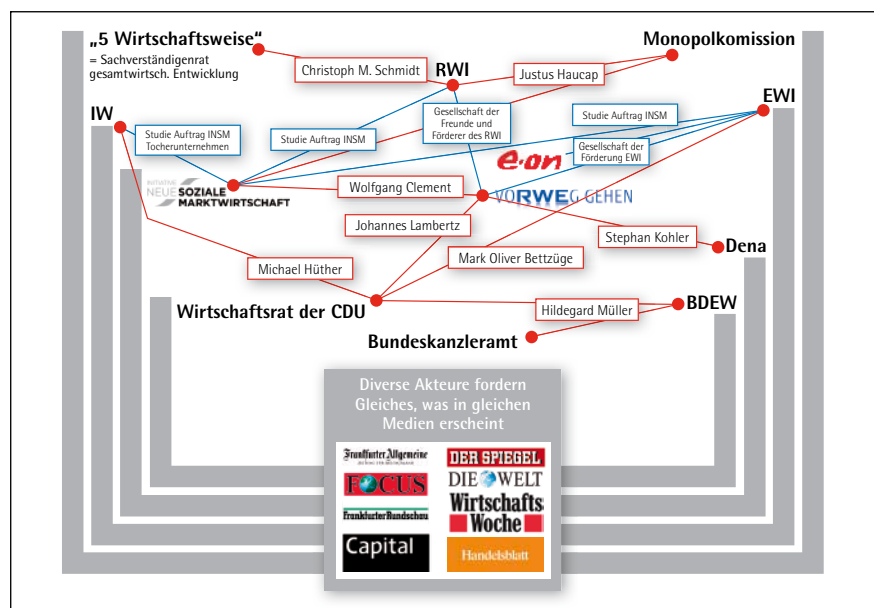 „5 Wirtschaftsweise“
= Sachverständigenrat
gesamtwirtsch. Entwicklung
Christoph M. Schmidt
RWI
Justus Haucap
Monopolkomission
EWI
IW
Studie Auftrag INSM
Tocherunternehmen
Studie Auftrag INSM
Gesellschaft der
Freunde und
Förderer des RWI
Studie Auftrag INSM
e·on
Gesellschaft der
Förderung EWI
INITIATIVE
NEUE SOZIALE
MARKTWIRTSCHAFT
Wolfgang Clement
VORWEG GEHEN
Johannes Lambertz
Stephan Kohler
Dena
Michael Hüther
Mark Oliver Bettzüge
Wirtschaftsrat der CDU
Hildegard Müller
BDEW
Bundeskanzleramt
Diverse Akteure fordern
Gleiches, was in gleichen
Medien erscheint
Frankfurter Allgemeine
ZEITUNG FÜR DEUTSCHLAND
DER SPIEGEL
FOCUS
DIE WELT
Frankfurter Rundschau
Wirtschafts
Woche
Capital
Handelsblatt